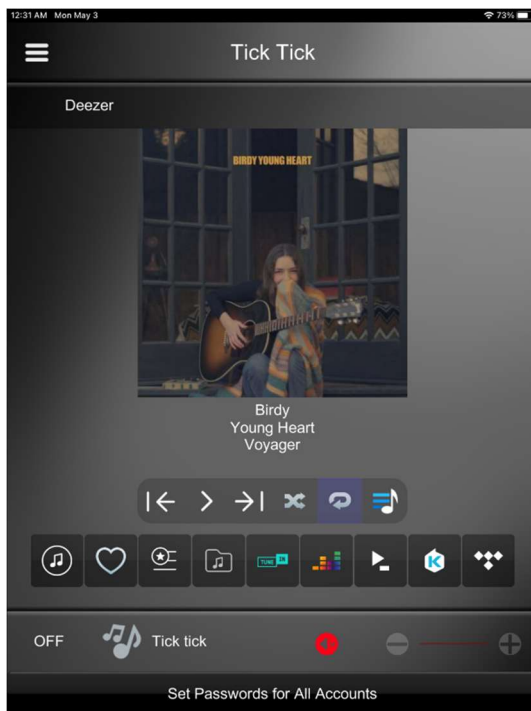 12:31 AM Mon May 3
73%
Tick Tick
Deezer
BIRDY YOUNG HEART
Birdy
Young Heart
Voyager
TUNE IN
K
OFF
Tick tick
Set Passwords for All Accounts